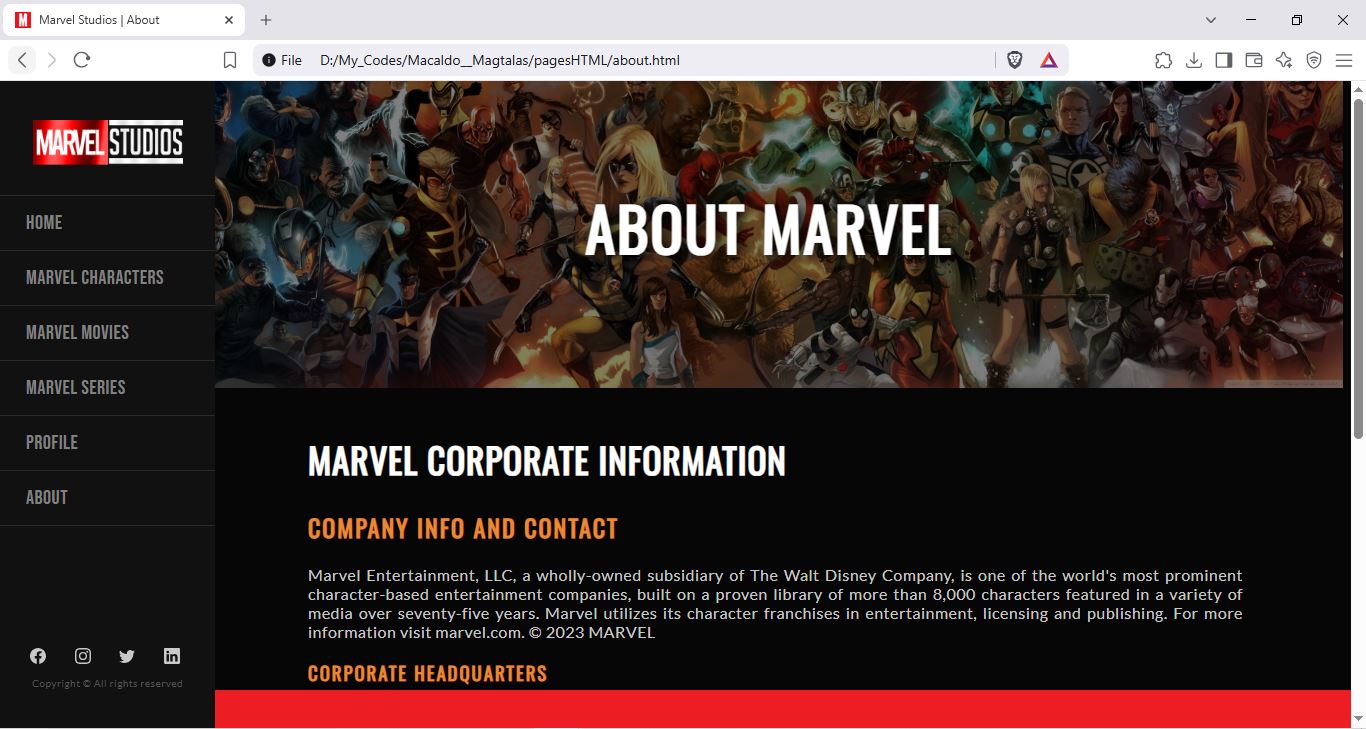 Marvel Studios | About
File D:/My_Codes/Macaldo__Magtalas/pagesHTML/about.html
MARVEL STUDIOS
HOME
MARVEL CHARACTERS
MARVEL MOVIES
MARVEL SERIES
PROFILE
ABOUT
Copyright © All rights reserved
ABOUT MARVEL
MARVEL CORPORATE INFORMATION
COMPANY INFO AND CONTACT
Marvel Entertainment, LLC, a wholly-owned subsidiary of The Walt Disney Company, is one of the world's most prominent
character-based entertainment companies, built on a proven library of more than 8,000 characters featured in a variety of
media over seventy-five years. Marvel utilizes its character franchises in entertainment, licensing and publishing. For more
information visit marvel.com. © 2023 MARVEL
CORPORATE HEADQUARTERS